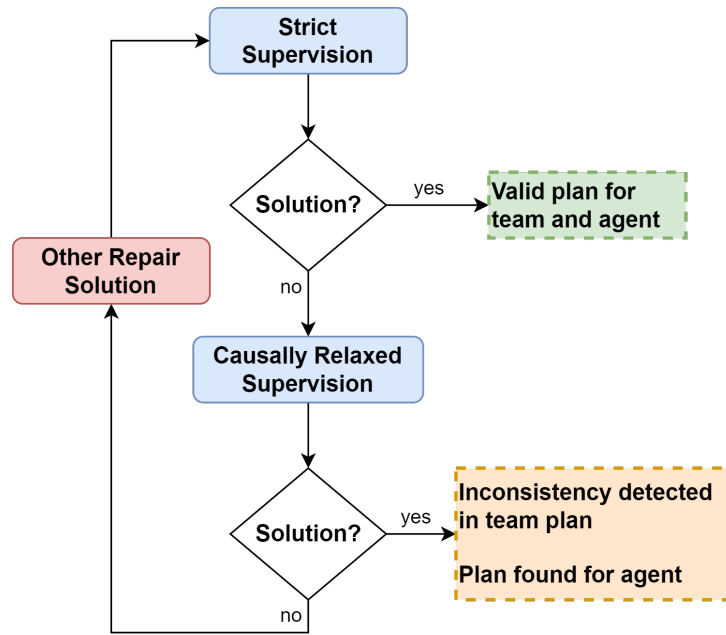 Strict
Supervision
Solution?
yes
Valid plan for
team and agent
Other Repair
Solution
no
Causally Relaxed
Supervision
Solution?
yes
Inconsistency detected
in team plan
Plan found for agent
no